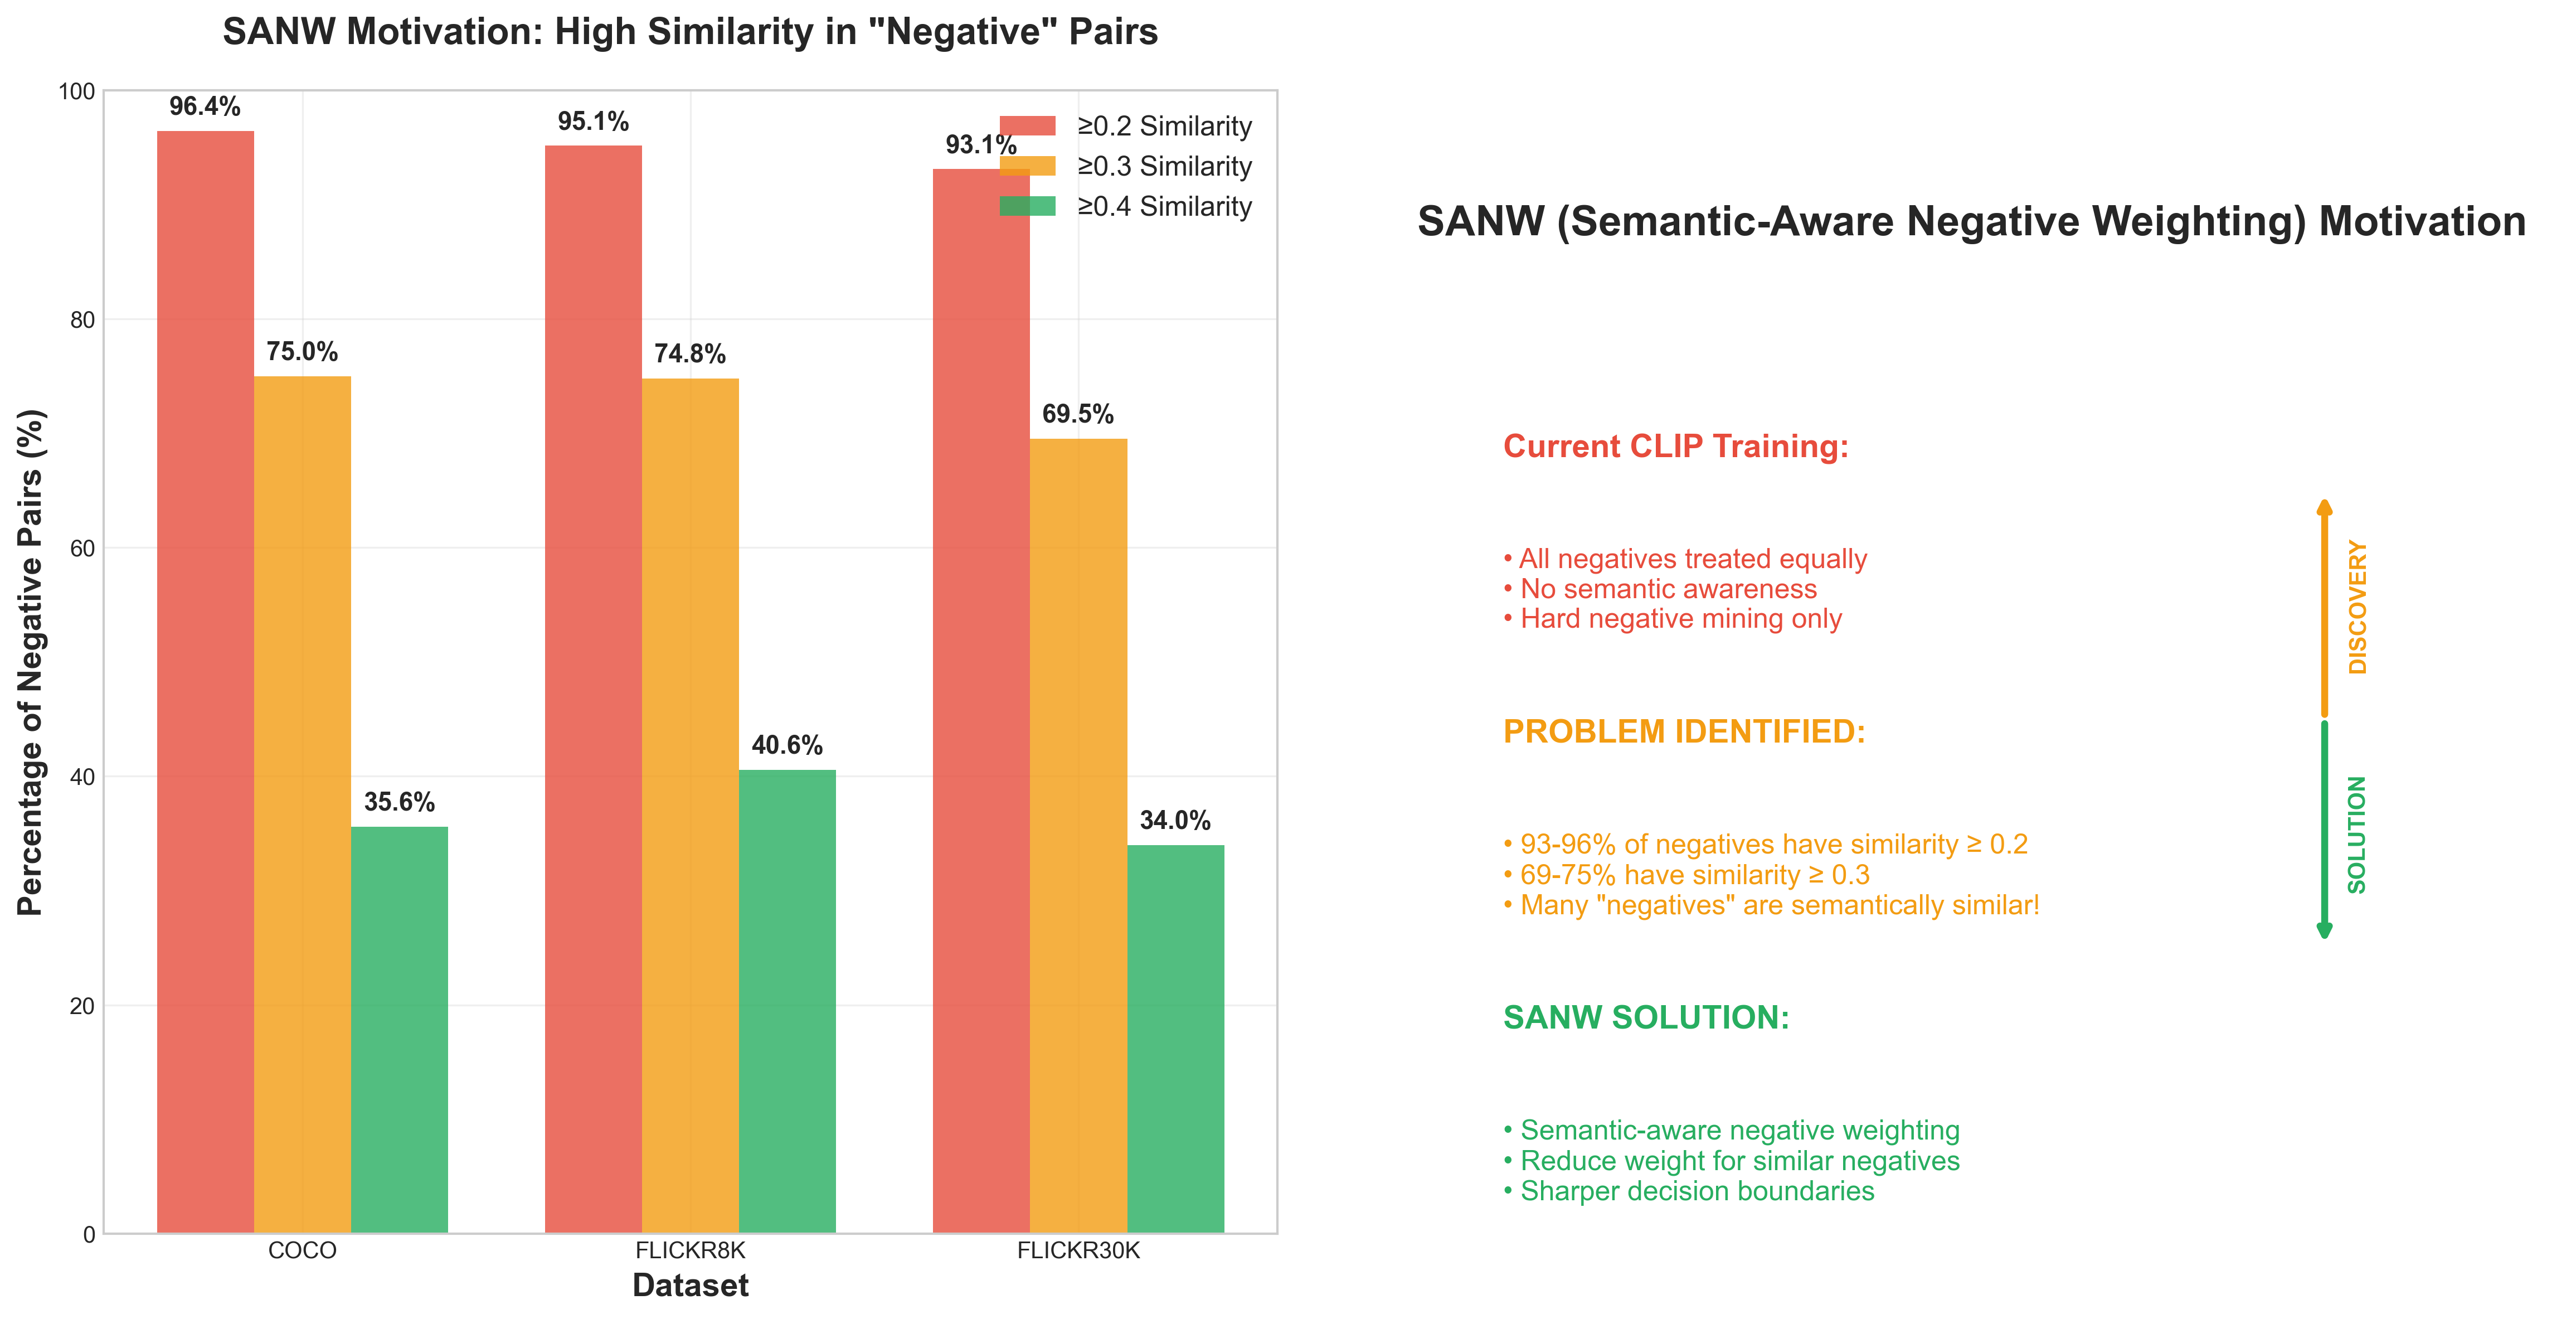 SANW Motivation: High Similarity in "Negative" Pairs
Percentage of Negative Pairs (%)
100
80
60
40
20
0
96.4%
75.0%
35.6%
95.1%
74.8%
40.6%
93.1%
69.5%
34.0%
≥0.2 Similarity
≥0.3 Similarity
≥0.4 Similarity
COCO
FLICKR8K
FLICKR30K
Dataset
SANW (Semantic-Aware Negative Weighting) Motivation
Current CLIP Training:
• All negatives treated equally
• No semantic awareness
• Hard negative mining only
PROBLEM IDENTIFIED:
• 93-96% of negatives have similarity ≥ 0.2
• 69-75% have similarity ≥ 0.3
• Many "negatives" are semantically similar!
SANW SOLUTION:
• Semantic-aware negative weighting
• Reduce weight for similar negatives
• Sharper decision boundaries
DISCOVERY
SOLUTION